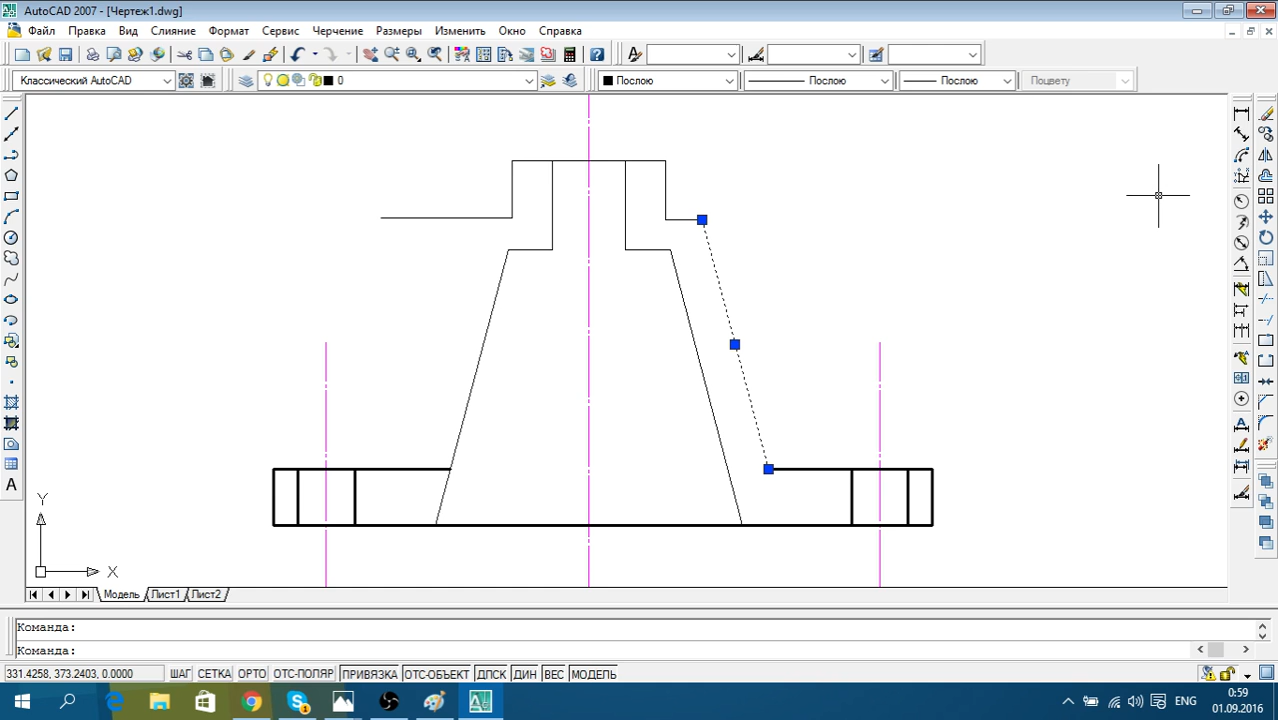 AutoCAD 2007 - [Чертеж1.dwg]
Файл Правка Вид Слияние Формат Сервис Черчение Размеры Изменить Окно Справка
Классический AutoCAD 0 Послою Послою Послою Поцвету
Y
X
Модель Лист1 Лист2
Команда:
Команда:
331.4258, 373.2403, 0.0000 ШАГ СЕТКА ОРТО ОТС-ПОЛЯР ПРИВЯЗКА ОТС-ОБЪЕКТ ДПСК ДИН ВЕС МОДЕЛЬ
ENG 0:59
01.09.2016